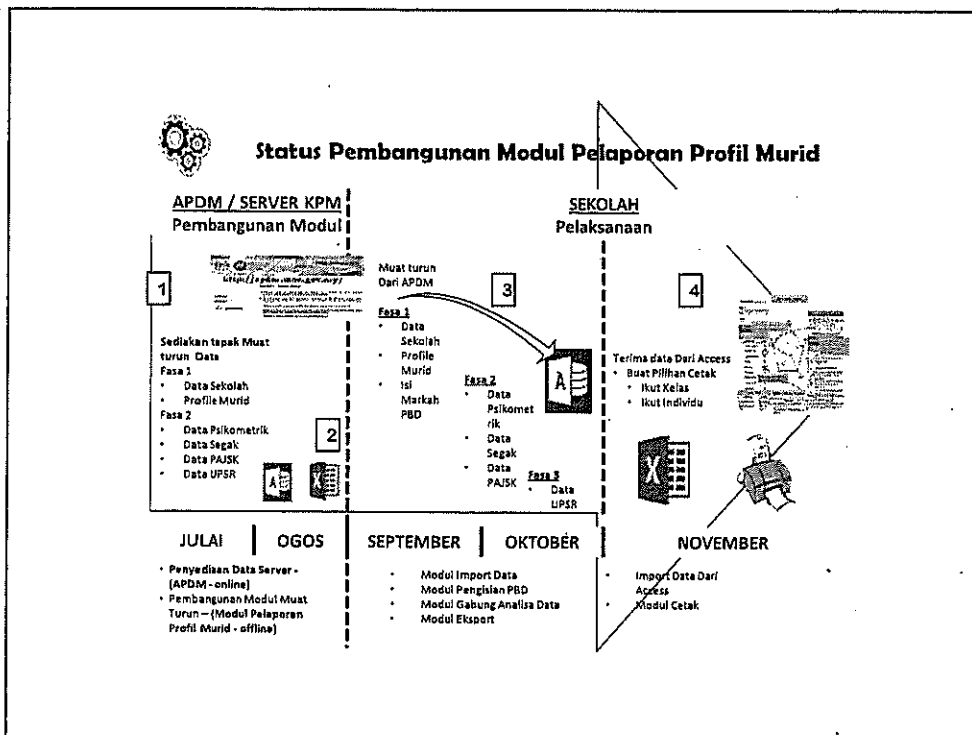 Status Pembangunan Modul Pelaporan Profil Murid
APDM / SERVER KPM
Pembangunan Modul
SEKOLAH
Pelaksanaan
1
Sediakan tapak Muat
turun Data
Fasa 1
• Data Sekolah
• Profile Murid
Fasa 2
• Data Psikometrik
• Data Segak
• Data PAJSK
• Data UPSR
2
A
X
Muat turun
Dari APDM
Fasa 1
• Data
Sekolah
• Profile
Murid
• Isi
Markah
PBD
3
A
Fasa 2
• Data
Psikomet
rik
• Data
Segak
• Data
PAJSK
Fasa 3
• Data
UPSR
4
Terima data Dari Access
• Buat Pilihan Cetak
• Ikut Kelas
• Ikut Individu
X
JULAI
OGOS
SEPTEMBER
OKTOBER
NOVEMBER
• Penyediaan Data Server -
(APDM - online)
• Pembangunan Modul Muat
Turun – (Modul Pelaporan
Profil Murid - offline)
• Modul Import Data
• Modul Pengisian PBD
• Modul Gabung Analisa Data
• Modul Eksport
• Import Data Dari
Access
• Modul Cetak